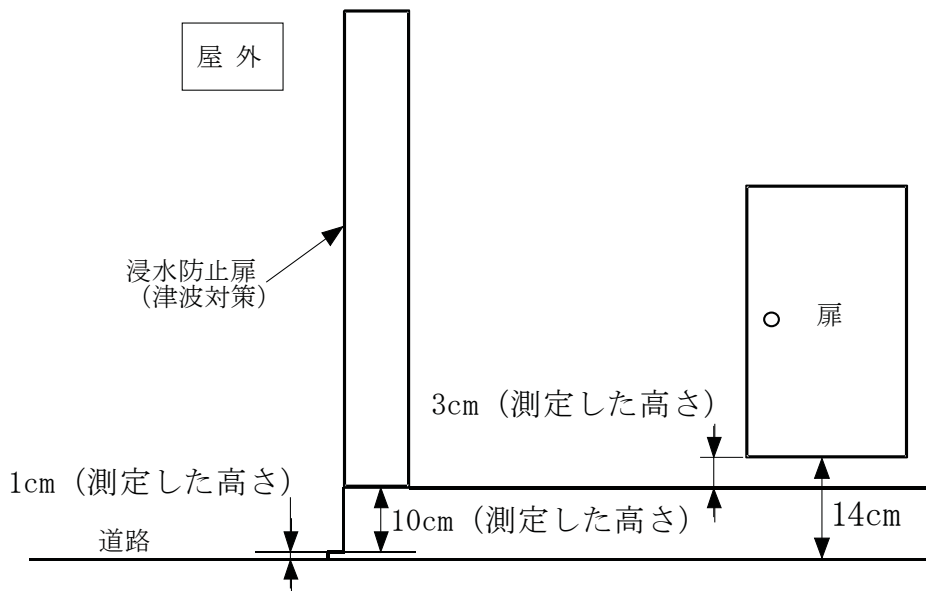 屋 外
浸水防止扉
（津波対策）
扉
3cm（測定した高さ）
1cm（測定した高さ）
10cm（測定した高さ）
14cm
道路